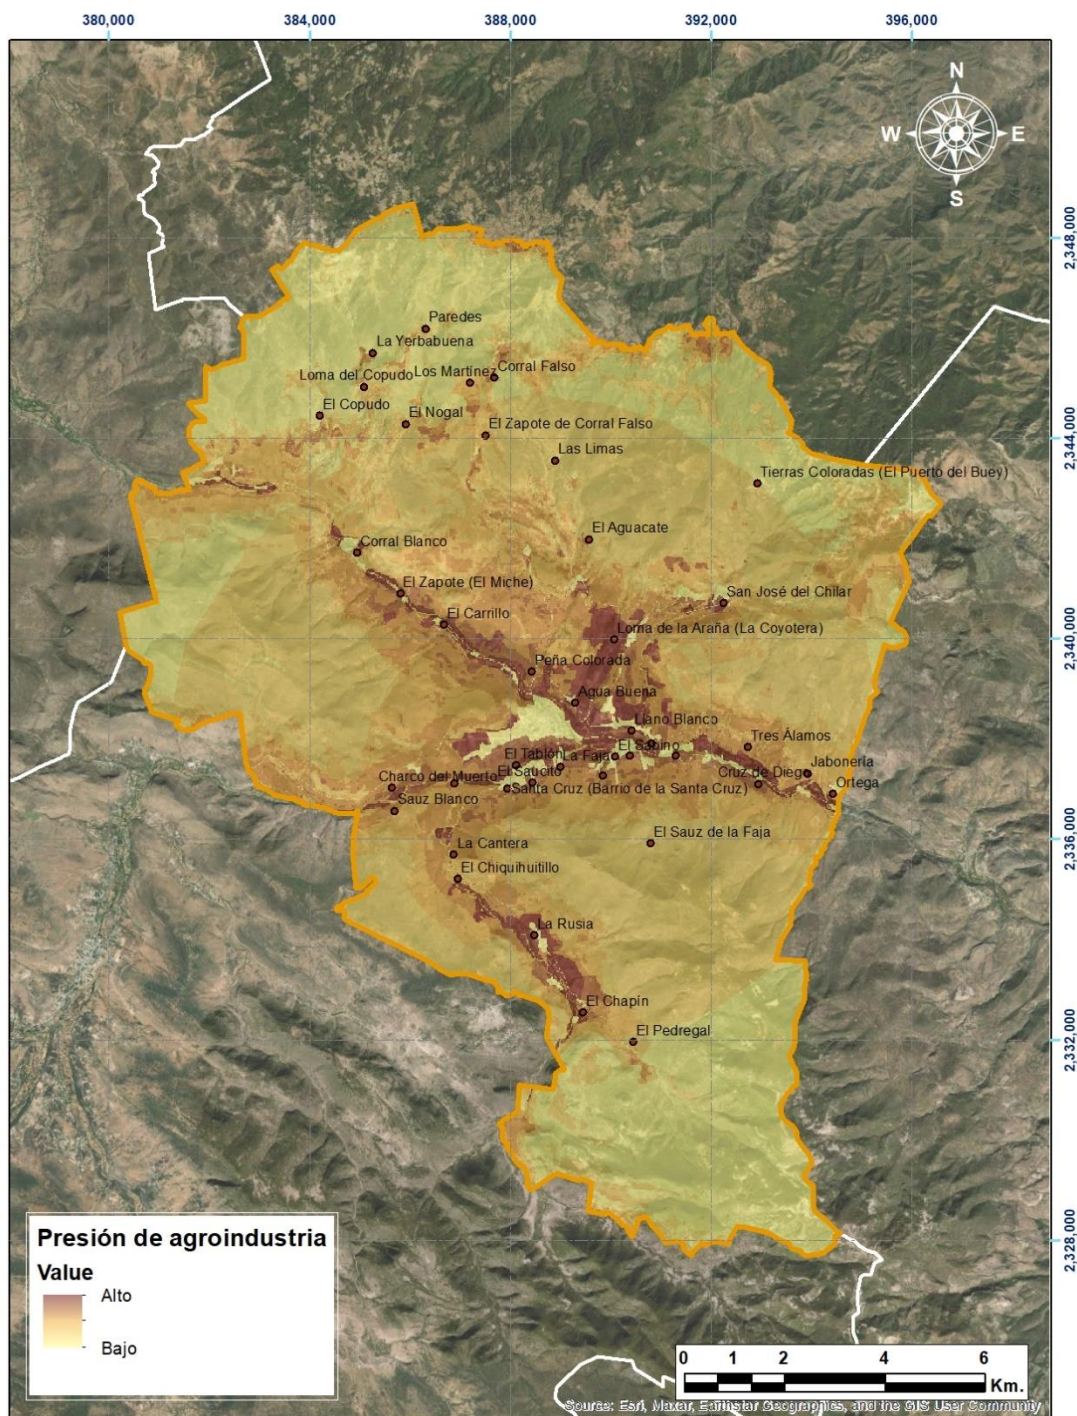 380,000 384,000 388,000 392,000 396,000
N
W E
S
2,348,000
Paredes
La Yerbabuena
Loma del Copudo
Los Martínez
Corral Falso
El Copudo
El Nogal
El Zapote de Corral Falso
2,344,000
Las Limas
Tierras Coloradas (El Puerto del Buey)
El Aguacate
Corral Blanco
El Zapote (El Miche)
San José del Chilar
El Carrillo
Loma de la Araña (La Coyotera)
2,340,000
Peña Colorada
Agua Buena
Llano Blanco
El Tablón
La Faja
El Sabino
Tres Álamos
Charco del Muerto
El Saucito
Cruz de Diego
Jabonería
Santa Cruz (Barrio de la Santa Cruz)
Ortega
Sauz Blanco
El Sauz de la Faja
2,336,000
La Cantera
El Chiquihuitillo
La Rusia
El Chapín
El Pedregal
2,332,000
2,328,000
Presión de agroindustria
Value
Alto
Bajo
0 1 2 4 6
Km.
Source: Esri, Maxar, Earthstar Geographics, and the GIS User Community